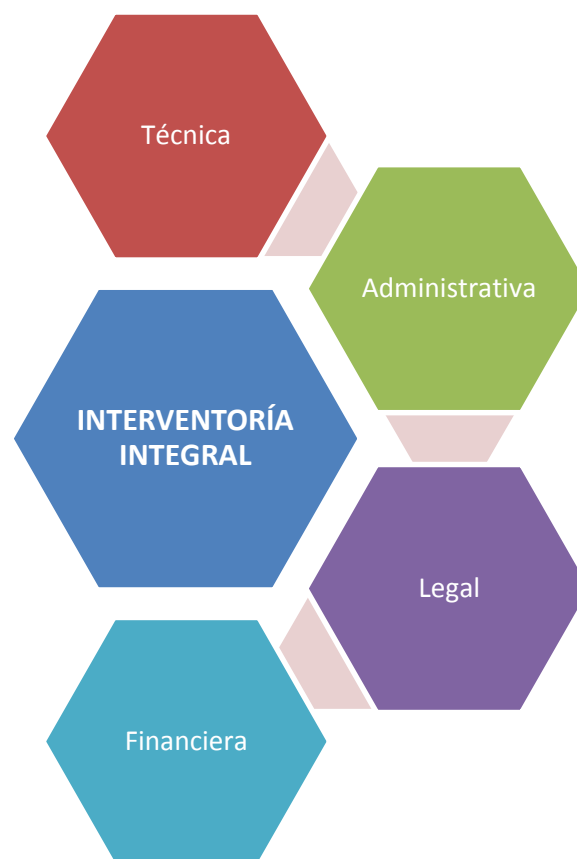 Técnica
Administrativa
INTERVENTORÍA
INTEGRAL
Legal
Financiera